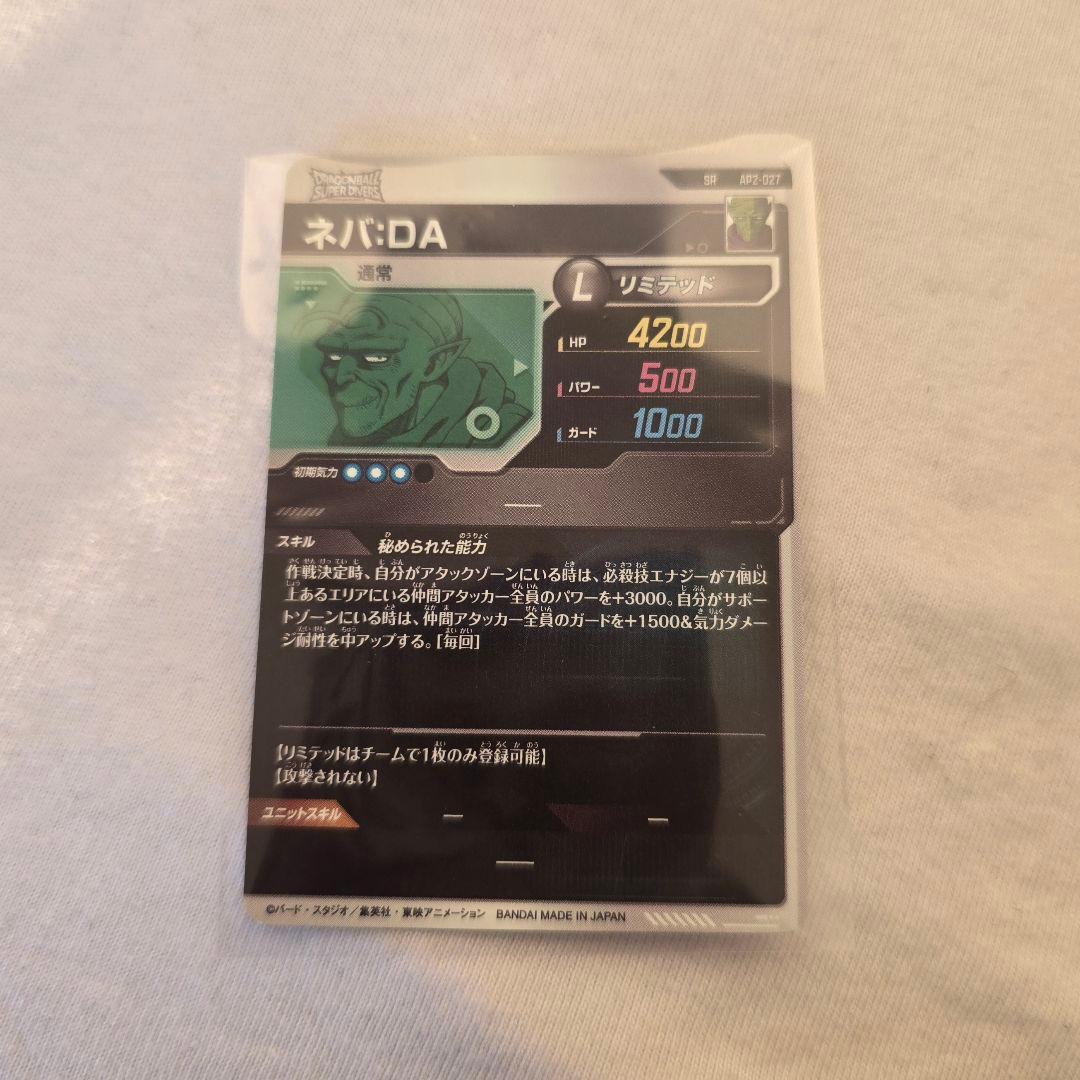 DRAGONBALL
SUPER DIVERS
SR AP2-027
ネバ:DA
通常
L リミテッド
HP 4200
パワー 500
ガード 1000
初期気力
スキル 秘められた能力
作戦決定時、自分がアタックゾーンにいる時は、必殺技エナジーが7個以
上あるエリアにいる仲間アタッカー全員のパワーを+3000。自分がサポー
トゾーンにいる時は、仲間アタッカー全員のガードを+1500&気力ダメー
ジ耐性を中アップする。[毎回]
【リミテッドはチームで1枚のみ登録可能】
【攻撃されない】
ユニットスキル
©バード・スタジオ/集英社・東映アニメーション BANDAI MADE IN JAPAN